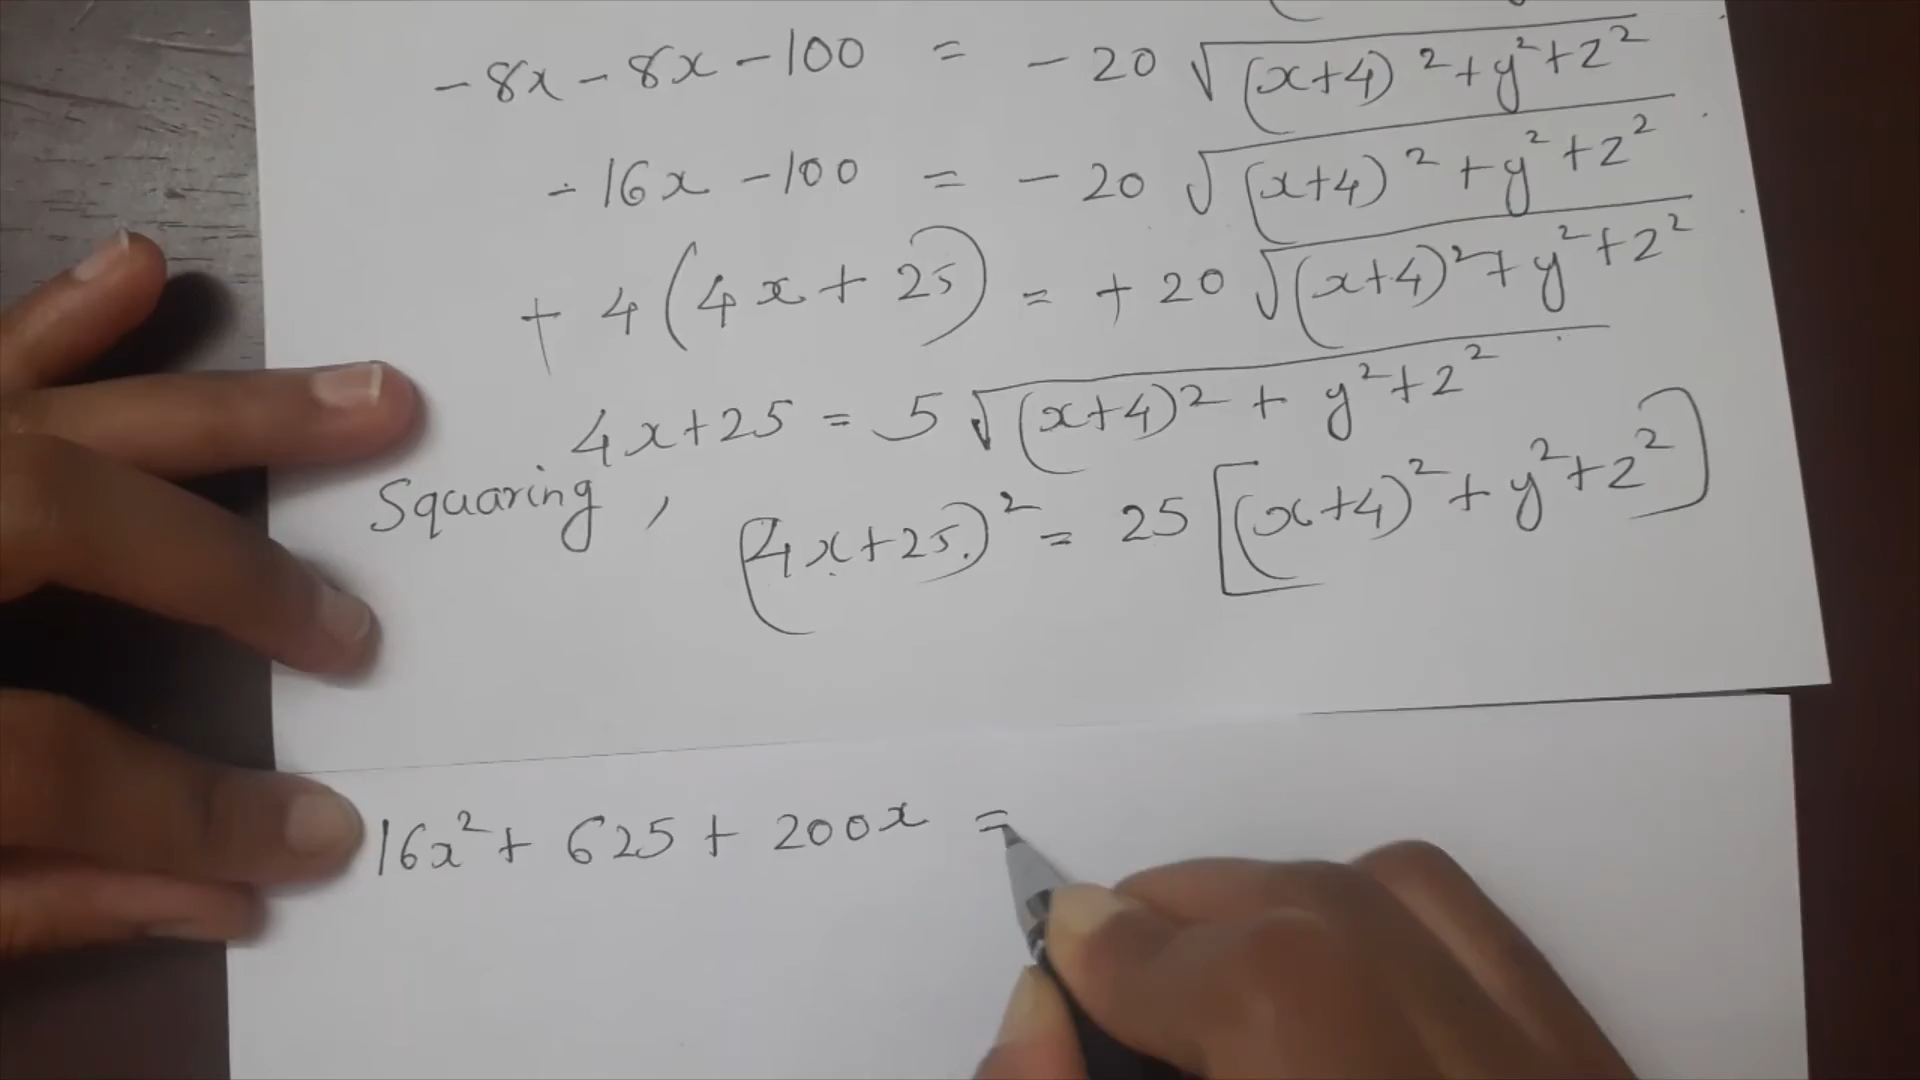 -8x - 8x - 100 = - 20 √(x+4)² + y² + z²
-16x - 100 = - 20 √(x+4)² + y² + z²
+ 4 (4x + 25) = + 20 √(x+4)² + y² + z²
4x + 25 = 5 √(x+4)² + y² + z²
Squaring, (4x+25)² = 25 [(x+4)² + y² + z²]
16x² + 625 + 200x =